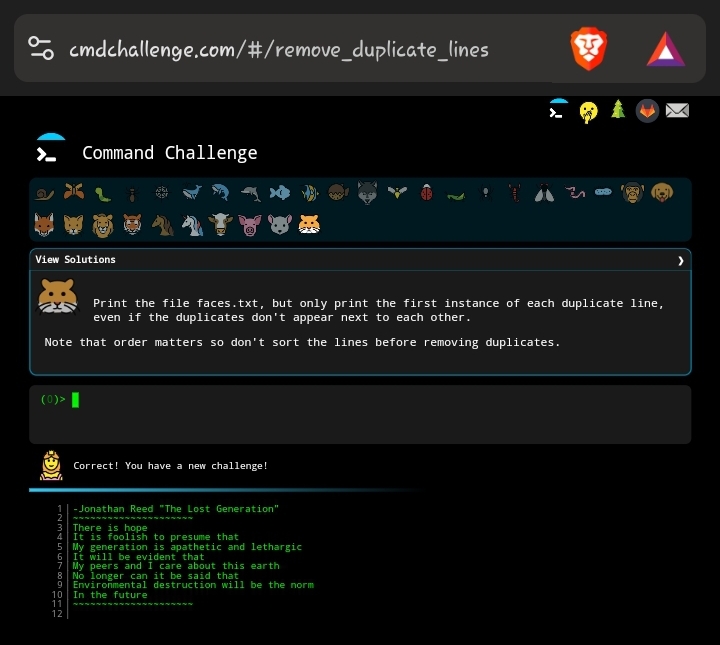 cmdchallenge.com/#/remove_duplicate_lines
Command Challenge
View Solutions
Print the file faces.txt, but only print the first instance of each duplicate line,
even if the duplicates don't appear next to each other.
Note that order matters so don't sort the lines before removing duplicates.
(0)>
Correct! You have a new challenge!
1 -Jonathan Reed "The Lost Generation"
2 ~~~~~~~~~~~~~~~~~~~~~
3 There is hope
4 It is foolish to presume that
5 My generation is apathetic and lethargic
6 It will be evident that
7 My peers and I care about this earth
8 No longer can it be said that
9 Environmental destruction will be the norm
10 In the future
11 ~~~~~~~~~~~~~~~~~~~~~
12